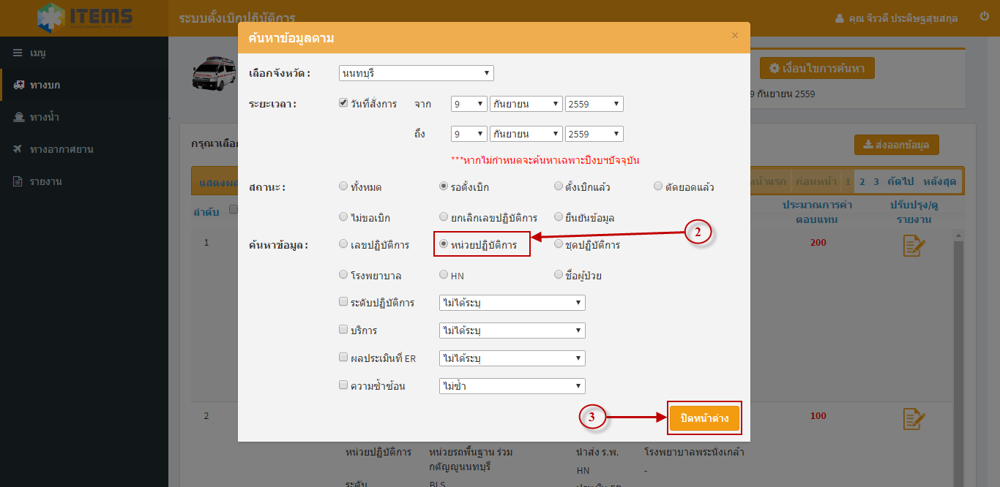 ITEMS
ระบบตั้งเบิกปฏิบัติการ
คุณ จิรวดี ประดิษฐสุขสกุล
เมนู
ทางบก
ทางน้ำ
ทางอากาศยาน
รายงาน
ค้นหาข้อมูลตาม
×
เลือกจังหวัด :
นนทบุรี
เงื่อนไขการค้นหา
9 กันยายน 2559
ระยะเวลา :
วันที่สั่งการ จาก 9 กันยายน 2559
ถึง 9 กันยายน 2559
***หากไม่กำหนดจะค้นหาเฉพาะปีงบฯปัจจุบัน
กรุณาเลือก
ส่งออกข้อมูล
แสดงผล
หน้าแรก ก่อนหน้า 1 2 3 ถัดไป หลังสุด
สถานะ :
ทั้งหมด รอตั้งเบิก ตั้งเบิกแล้ว ตัดยอดแล้ว
ไม่ขอเบิก ยกเลิกเลขปฏิบัติการ ยืนยันข้อมูล
ลำดับ
ประมาณการค่า
ตอบแทน
ปรับปรุง/ดู
รายงาน
ค้นหาข้อมูล :
เลขปฏิบัติการ หน่วยปฏิบัติการ ชุดปฏิบัติการ
2
โรงพยาบาล HN ชื่อผู้ป่วย
1
200
ระดับปฏิบัติการ ไม่ได้ระบุ
บริการ ไม่ได้ระบุ
ผลประเมินที่ ER ไม่ได้ระบุ
ความซ้ำซ้อน ไม่ซ้ำ
3
ปิดหน้าต่าง
2
100
หน่วยปฏิบัติการ หน่วยรถพื้นฐาน ร่วม
กตัญญูนนทบุรี
นำส่ง ร.พ. โรงพยาบาลพระนั่งเกล้า
HN -
ระดับ BLS